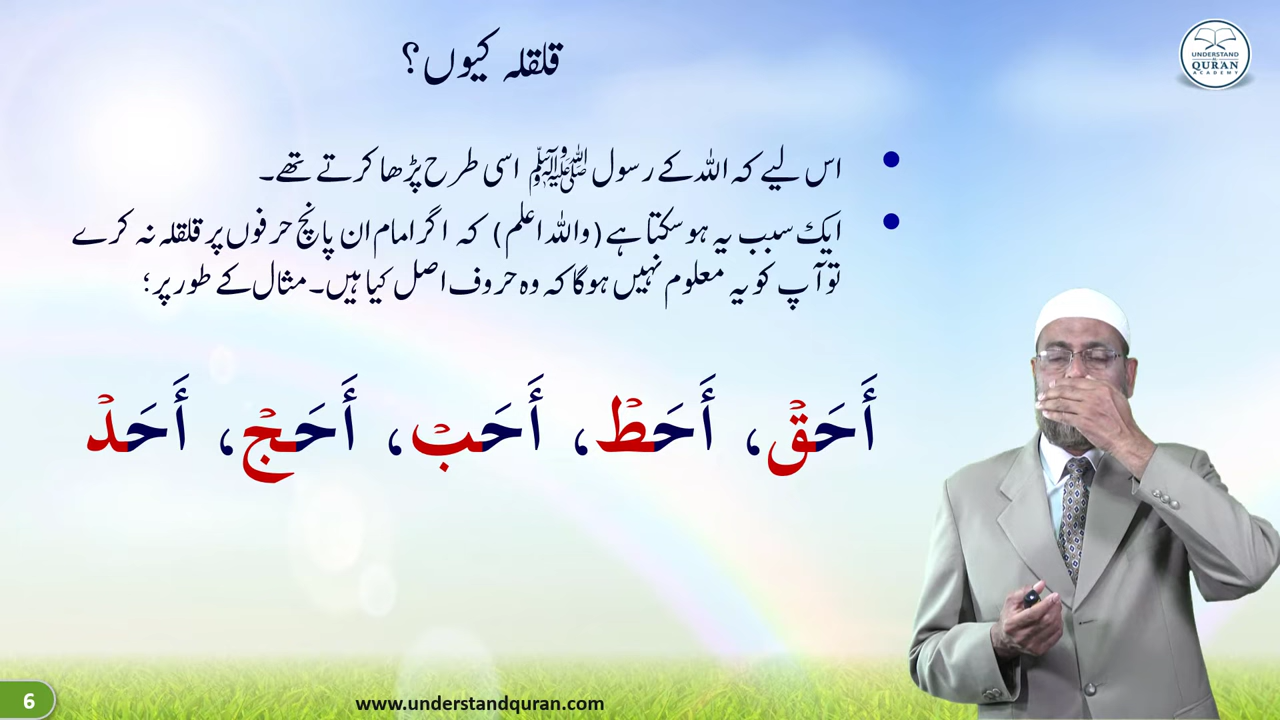 قلقلہ کیوں؟
UNDERSTAND
AL
QURAN
ACADEMY
• اس لیے کہ اللہ کے رسول ﷺ اسی طرح پڑھا کرتے تھے۔
• ایک سبب یہ ہو سکتا ہے (واللہ اعلم) کہ اگر امام ان پانچ حرفوں پر قلقلہ نہ کرے
تو آپ کو یہ معلوم نہیں ہوگا کہ وہ حروف اصل کیا ہیں۔ مثال کے طور پر؛
أَحَقْ، أَحَطْ، أَحَبْ، أَحَجْ، أَحَدْ
6
www.understandquran.com